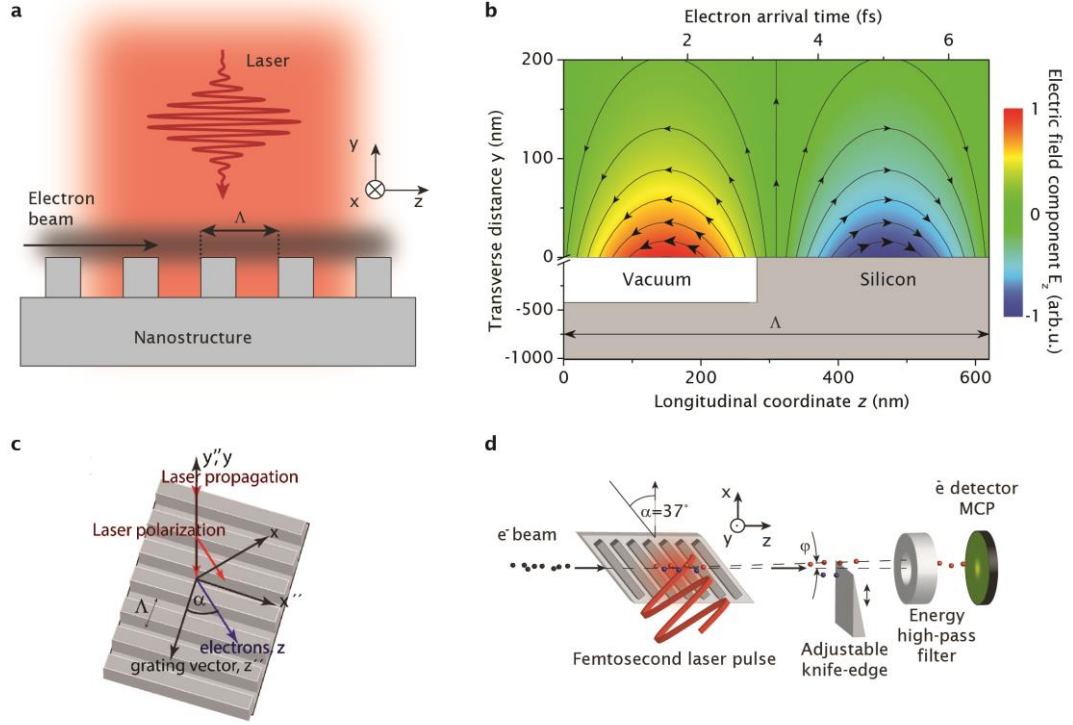 a
Laser
Electron
beam
Λ
y
x
z
Nanostructure
b
Electron arrival time (fs)
2
4
6
200
100
0
-500
-1000
Transverse distance y (nm)
Vacuum
Silicon
Λ
0
200
400
600
Longitudinal coordinate z (nm)
1
0
-1
Electric field component E_z (arb.u.)
c
y'',y
Laser propagation
Laser polarization
x
x''
α
Λ
electrons, z
grating vector, z''
d
e⁻ beam
α=37°
x
y
z
φ
e⁻ detector
MCP
Femtosecond laser pulse
Adjustable
knife-edge
Energy
high-pass
filter